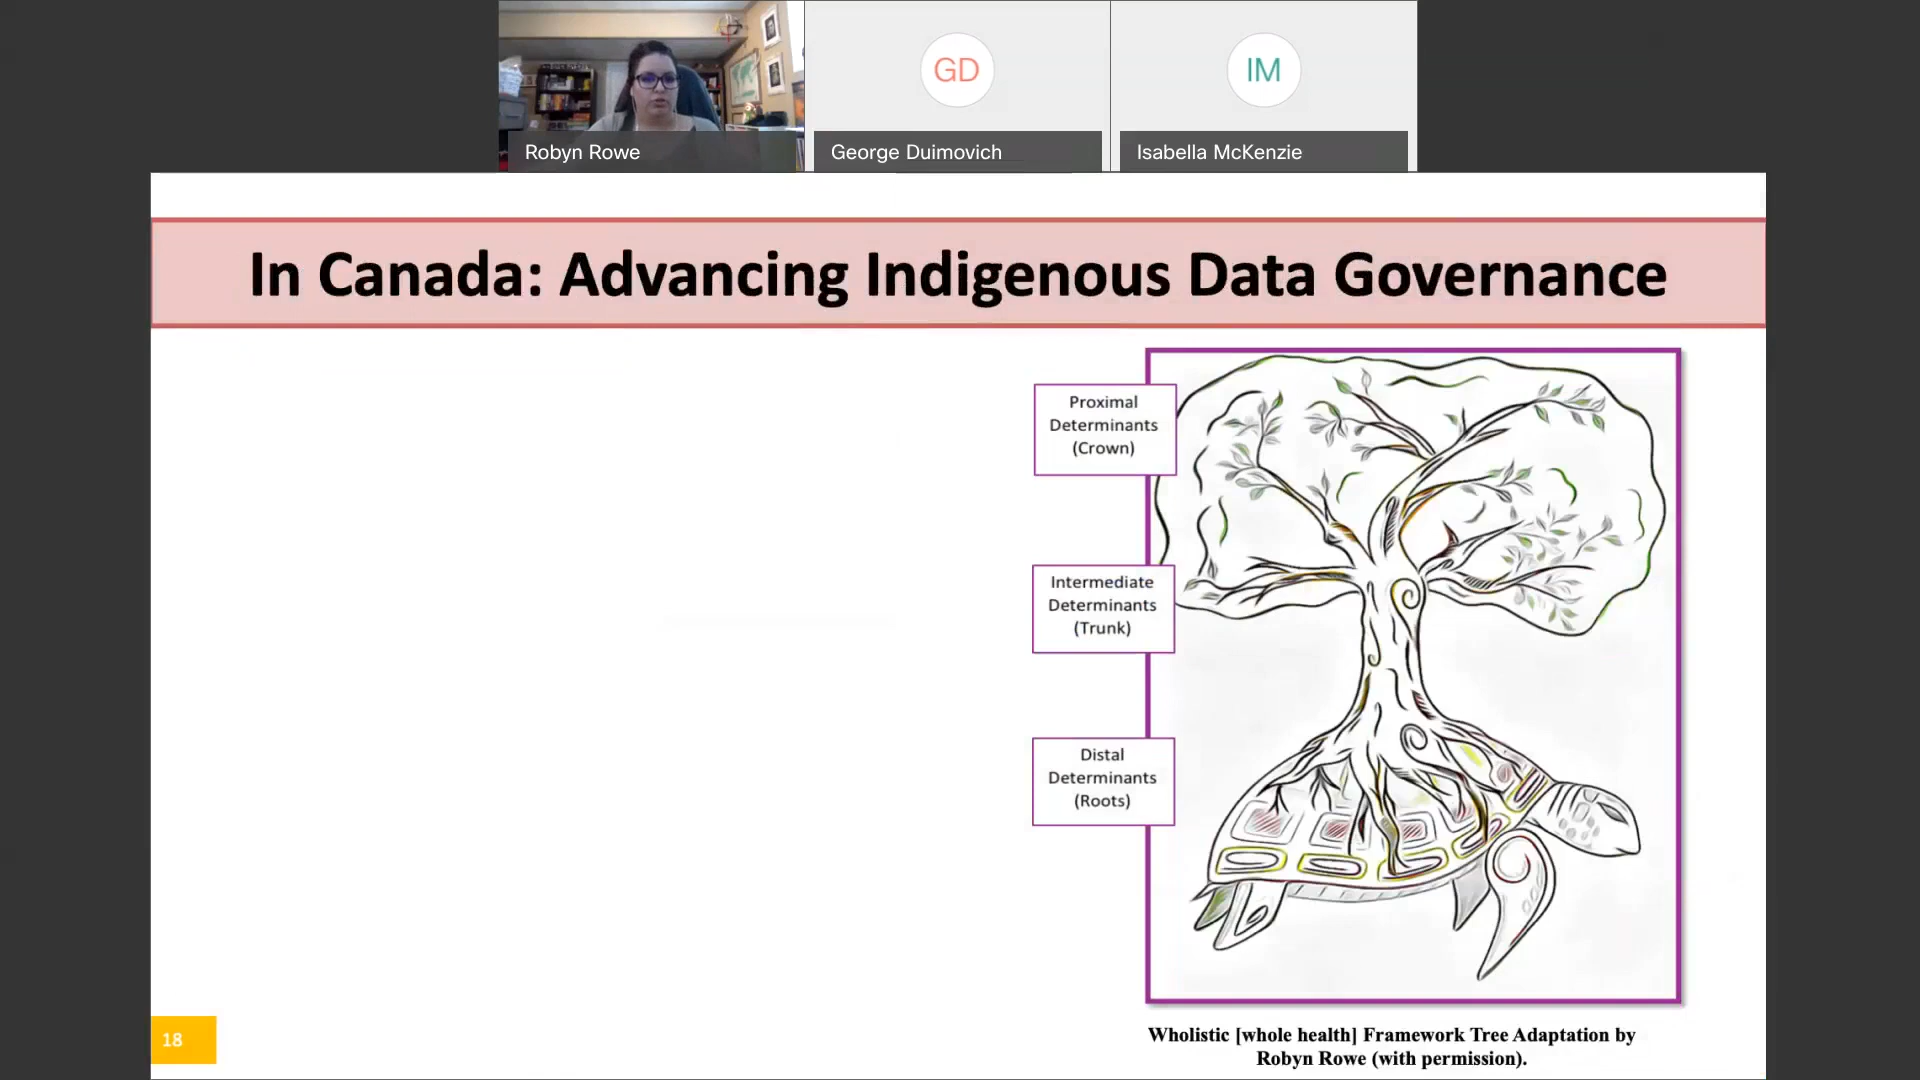 GD
IM
Robyn Rowe
George Duimovich
Isabella McKenzie
In Canada: Advancing Indigenous Data Governance
Proximal
Determinants
(Crown)
Intermediate
Determinants
(Trunk)
Distal
Determinants
(Roots)
18
Wholistic [whole health] Framework Tree Adaptation by
Robyn Rowe (with permission).